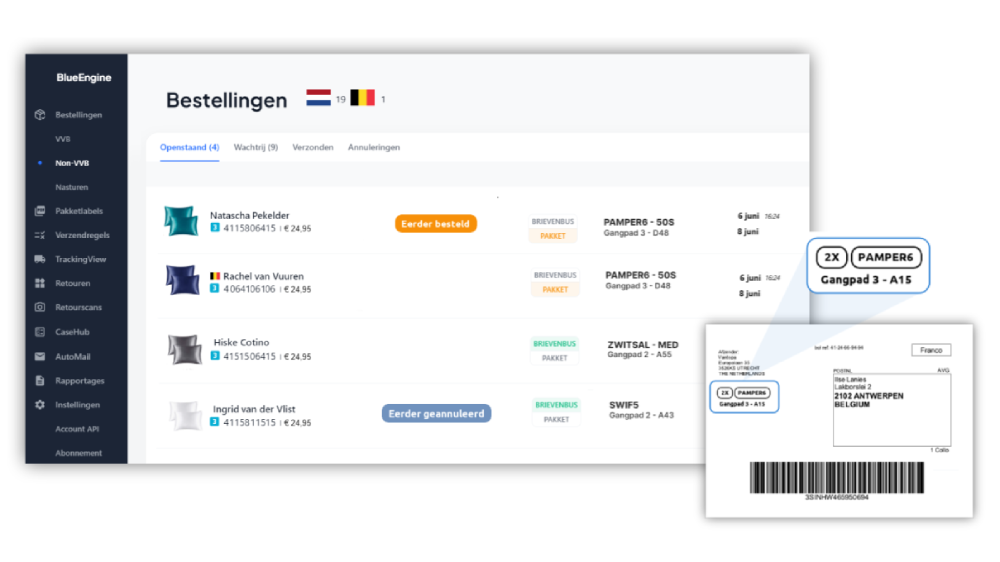 BlueEngine
Bestellingen
VVB
Non-VVB
Nasturen
Pakketlabels
Verzendregels
TrackingView
Retouren
Retourscans
CaseHub
AutoMail
Rapportages
Instellingen
Account API
Abonnement
Bestellingen 19 1
Openstaand (4) Wachtrij (9) Verzonden Annuleringen
Natascha Pekelder
3 4115806415 | € 24,95
Eerder besteld
BRIEVENBUS
PAKKET
PAMPER6 - 50S
Gangpad 3 - D48
6 juni 16:24
8 juni
Rachel van Vuuren
3 4064106106 | € 24,95
BRIEVENBUS
PAKKET
PAMPER6 - 50S
Gangpad 3 - D48
6 juni 16:24
8 juni
Hiske Cotino
3 4151506415 | € 24,95
BRIEVENBUS
PAKKET
ZWITSAL - MED
Gangpad 2 - A55
Ingrid van der Vlist
3 4115811515 | € 24,95
Eerder geannuleerd
BRIEVENBUS
PAKKET
SWIF5
Gangpad 2 - A43
2X PAMPER6
Gangpad 3 - A15
Afzender:
THE NETHERLANDS
Franco
2X PAMPER6
Gangpad 3 - A15
POSTNL AVG
Ilse Lanies
Lakborslei 2
2102 ANTWERPEN
BELGIUM
1 Collo
3SINHW465950694